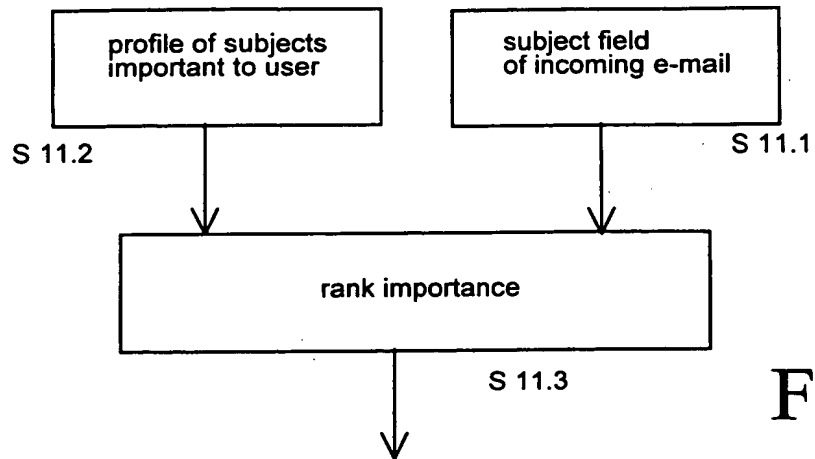 profile of subjects
important to user
subject field
of incoming e-mail
S 11.2
S 11.1
rank importance
S 11.3
F